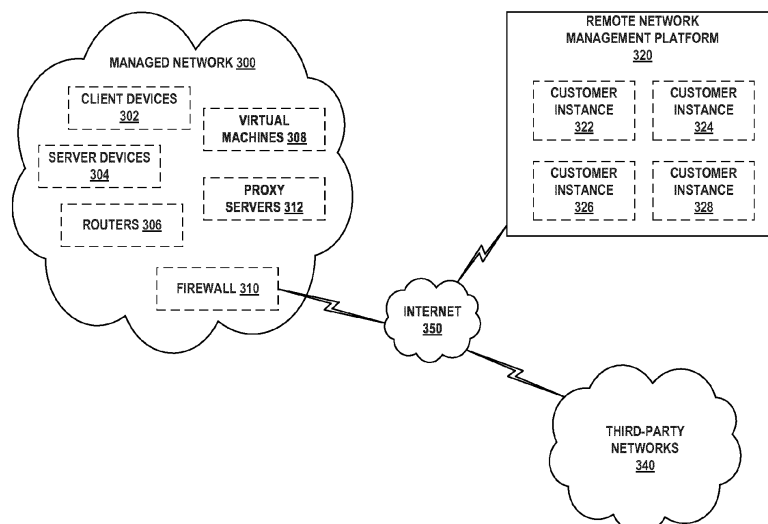 MANAGED NETWORK 300
CLIENT DEVICES
302
VIRTUAL
MACHINES 308
SERVER DEVICES
304
PROXY
SERVERS 312
ROUTERS 306
FIREWALL 310
REMOTE NETWORK
MANAGEMENT PLATFORM
320
CUSTOMER
INSTANCE
322
CUSTOMER
INSTANCE
324
CUSTOMER
INSTANCE
326
CUSTOMER
INSTANCE
328
INTERNET
350
THIRD-PARTY
NETWORKS
340